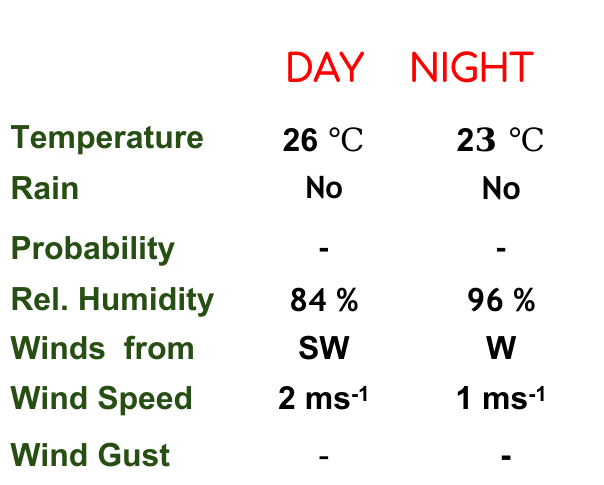 DAY NIGHT
Temperature 26 °C 23 °C
Rain No No
Probability - -
Rel. Humidity 84 % 96 %
Winds from SW W
Wind Speed 2 ms⁻¹ 1 ms⁻¹
Wind Gust - -